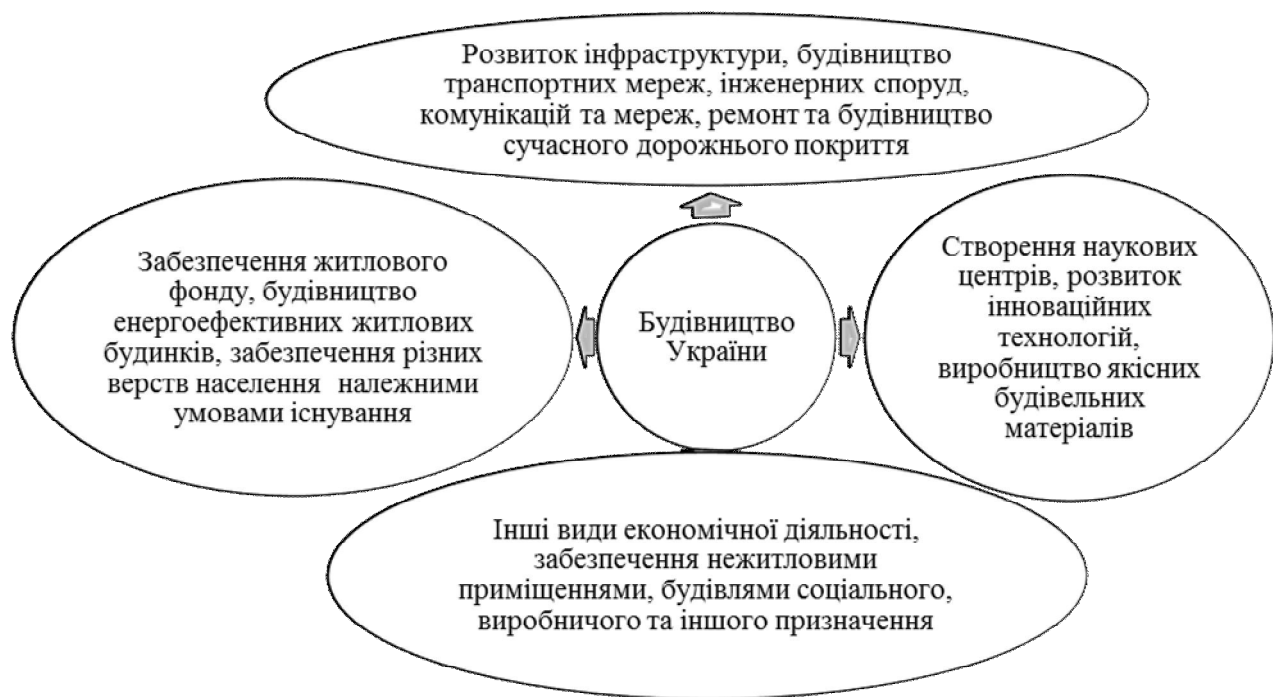 Розвиток інфраструктури, будівництво
транспортних мереж, інженерних споруд,
комунікацій та мереж, ремонт та будівництво
сучасного дорожнього покриття
Забезпечення житлового
фонду, будівництво
енергоефективних житлових
будинків, забезпечення різних
верств населення належними
умовами існування
Будівництво
України
Створення наукових
центрів, розвиток
інноваційних
технологій,
виробництво якісних
будівельних
матеріалів
Інші види економічної діяльності,
забезпечення нежитловими
приміщеннями, будівлями соціального,
виробничого та іншого призначення